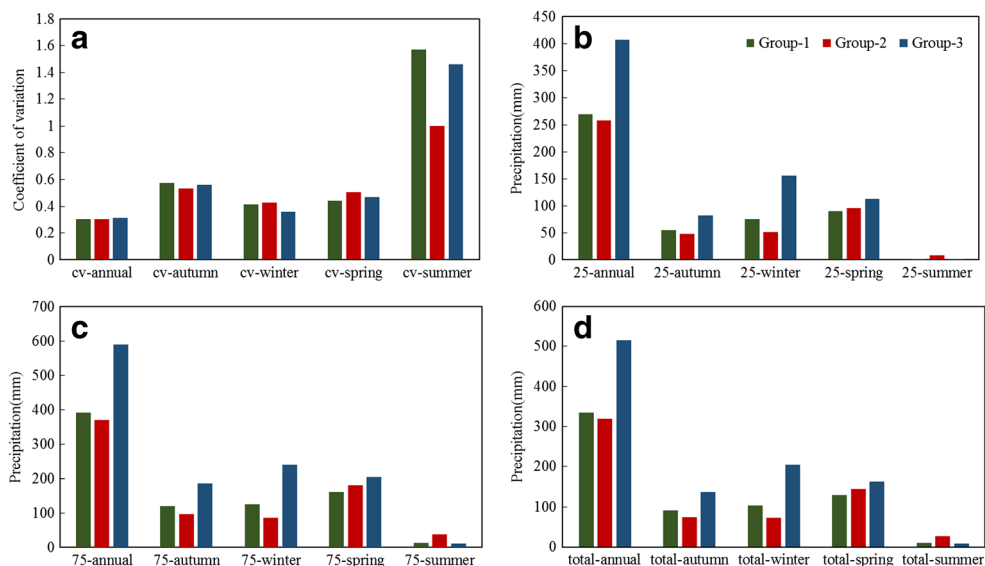 a
Coefficient of variation
1.8
1.6
1.4
1.2
1
0.8
0.6
0.4
0.2
0
cv-annual cv-autumn cv-winter cv-spring cv-summer
b
Group-1 Group-2 Group-3
Precipitation(mm)
450
400
350
300
250
200
150
100
50
0
25-annual 25-autumn 25-winter 25-spring 25-summer
c
Precipitation(mm)
700
600
500
400
300
200
100
0
75-annual 75-autumn 75-winter 75-spring 75-summer
d
Precipitation(mm)
600
500
400
300
200
100
0
total-annual total-autumn total-winter total-spring total-summer